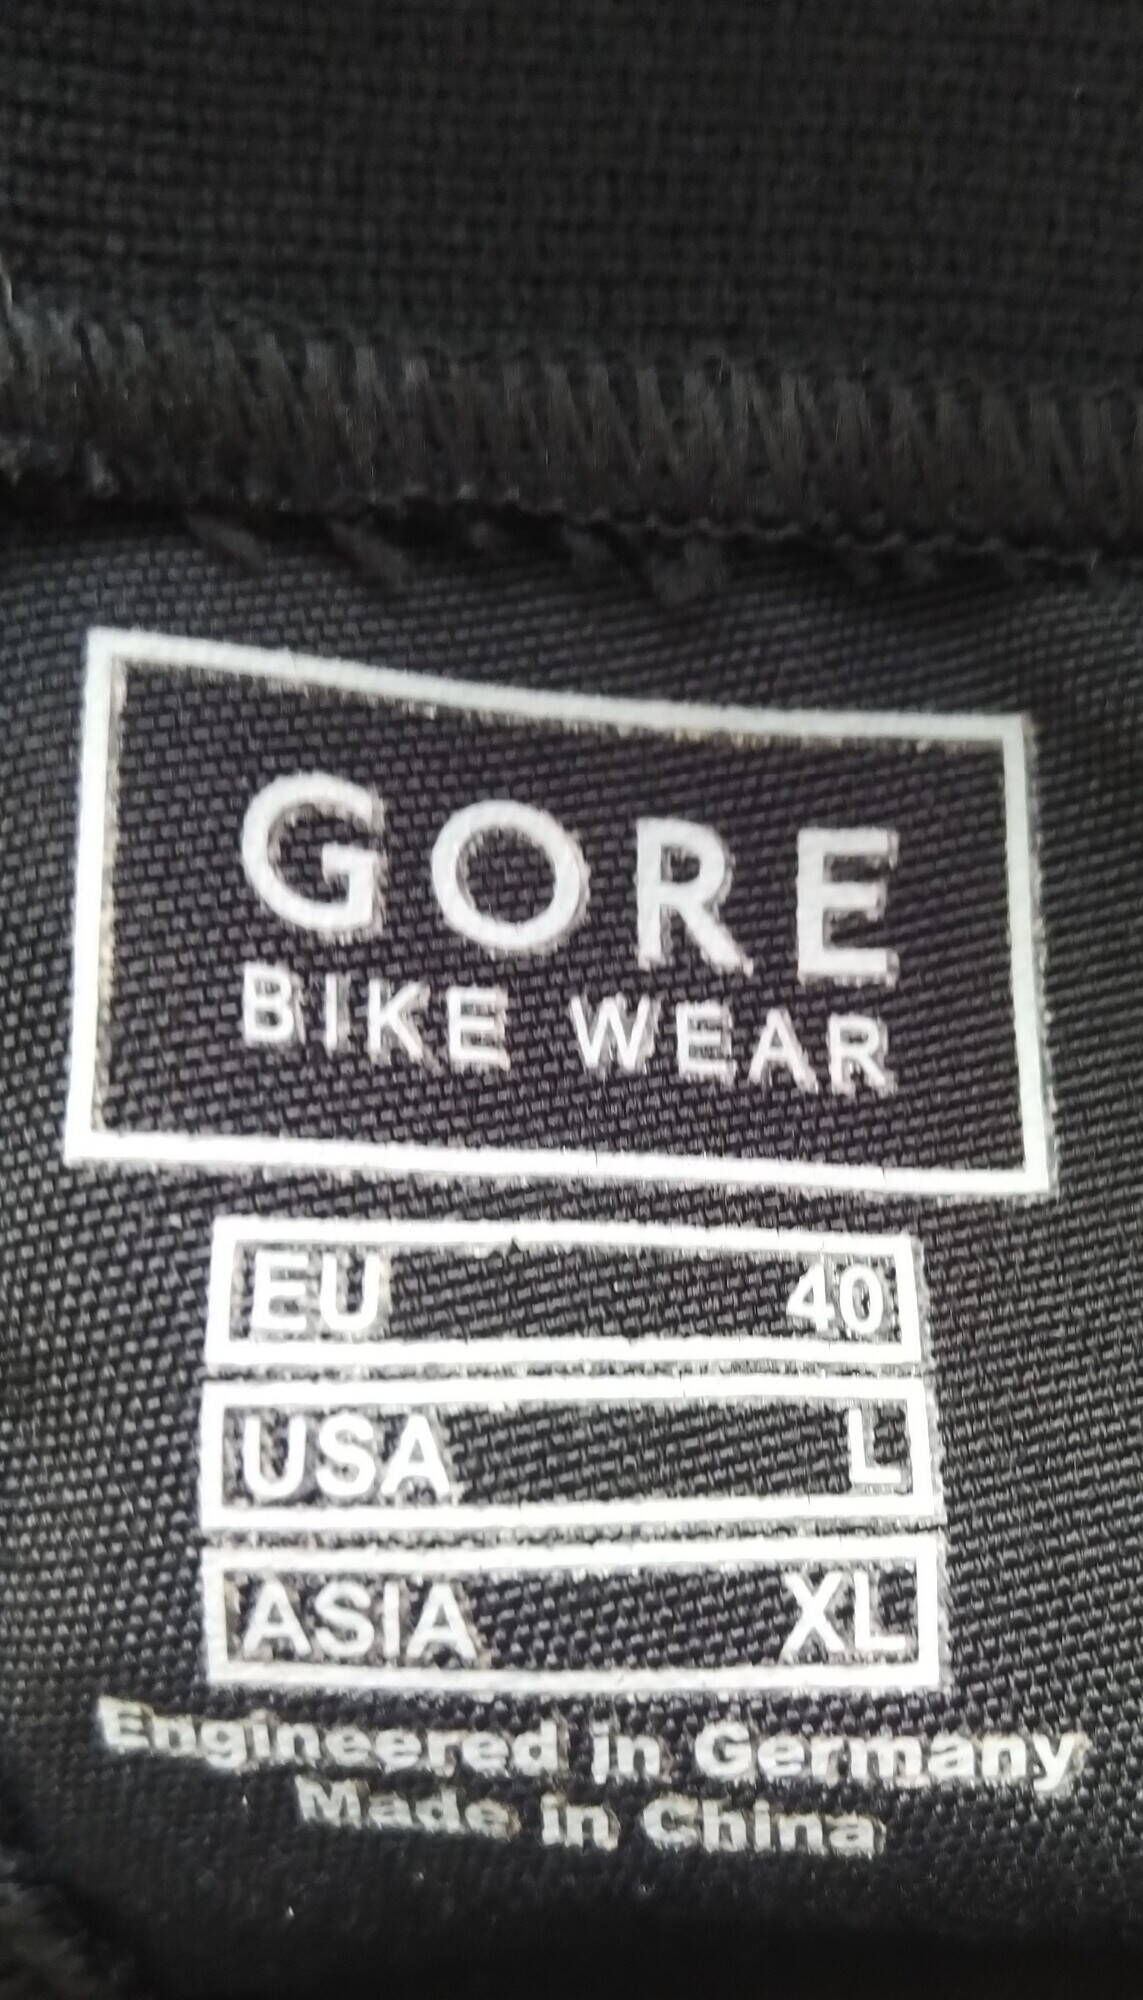 GORE
BIKE WEAR
EU 40
USA L
ASIA XL
Engineered in Germany
Made in China